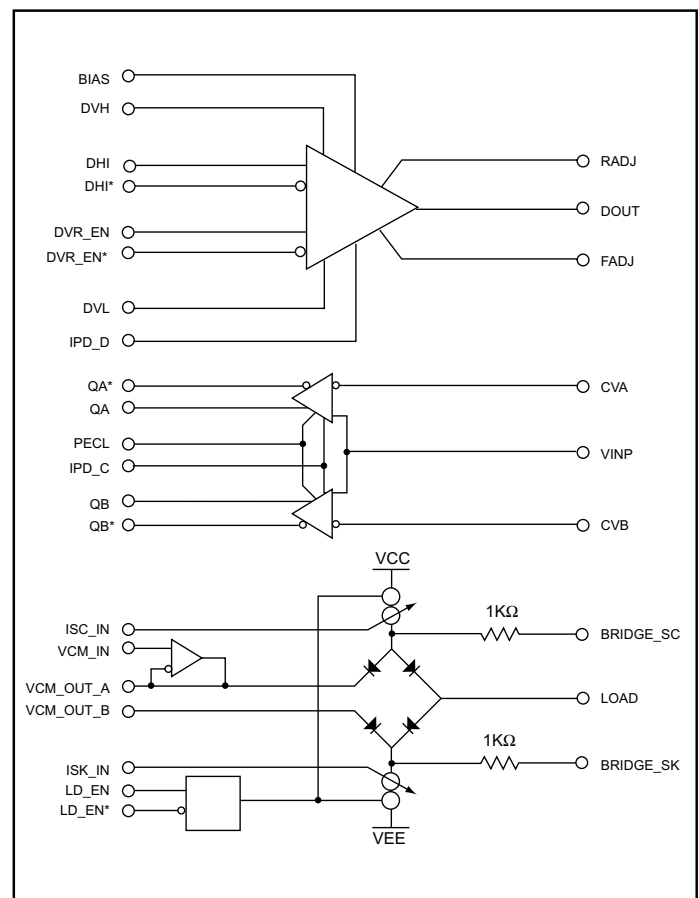 BIAS
DVH
DHI
DHI*
DVR_EN
DVR_EN*
DVL
IPD_D
RADJ
DOUT
FADJ
QA*
QA
PECL
IPD_C
QB
QB*
CVA
VINP
CVB
VCC
ISC_IN
VCM_IN
VCM_OUT_A
VCM_OUT_B
ISK_IN
LD_EN
LD_EN*
1KΩ
BRIDGE_SC
LOAD
1KΩ
BRIDGE_SK
VEE